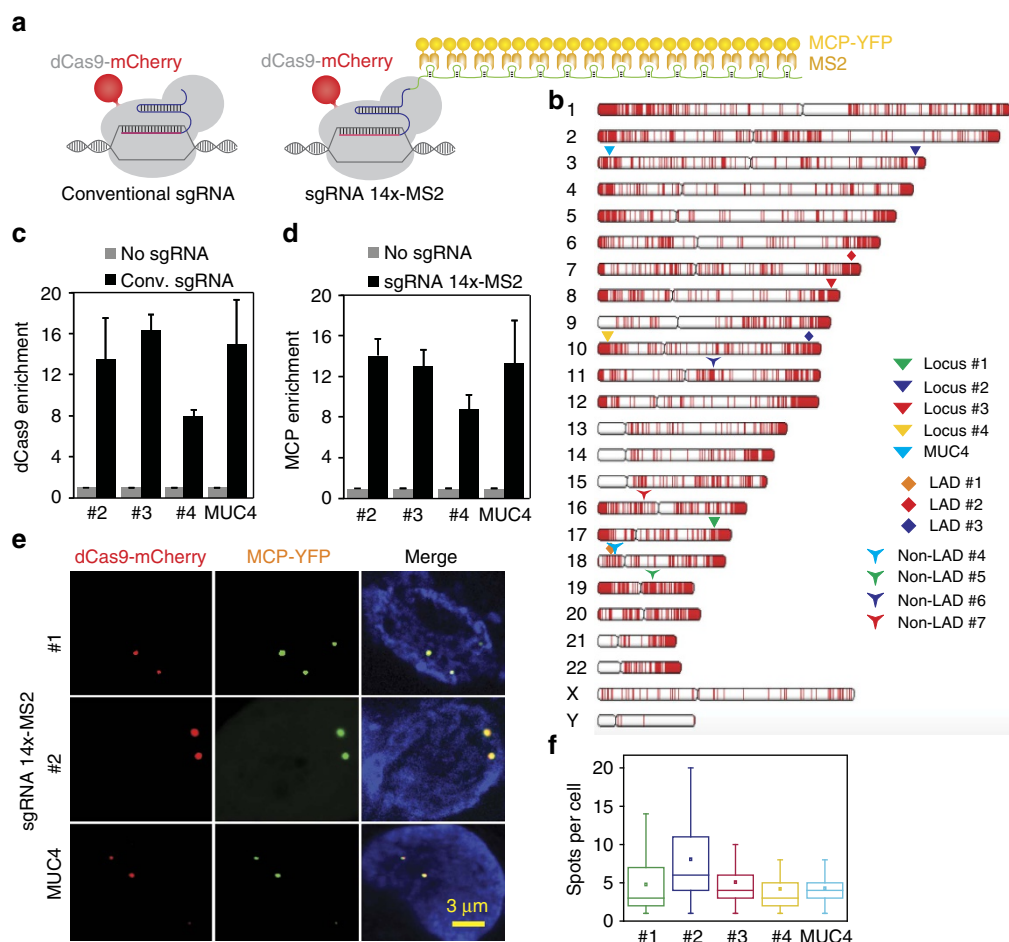 a
dCas9-mCherry
Conventional sgRNA
dCas9-mCherry
MCP-YFP
MS2
sgRNA 14x-MS2
b
1
2
3
4
5
6
7
8
9
10
11
12
13
14
15
16
17
18
19
20
21
22
X
Y
Locus #1
Locus #2
Locus #3
Locus #4
MUC4
LAD #1
LAD #2
LAD #3
Non-LAD #4
Non-LAD #5
Non-LAD #6
Non-LAD #7
c
No sgRNA
Conv. sgRNA
dCas9 enrichment
20
16
12
8
4
0
#2 #3 #4 MUC4
d
No sgRNA
sgRNA 14x-MS2
MCP enrichment
20
16
12
8
4
0
#2 #3 #4 MUC4
e
dCas9-mCherry MCP-YFP Merge
sgRNA 14x-MS2
#1
#2
MUC4
3 μm
f
Spots per cell
20
15
10
5
0
#1 #2 #3 #4 MUC4